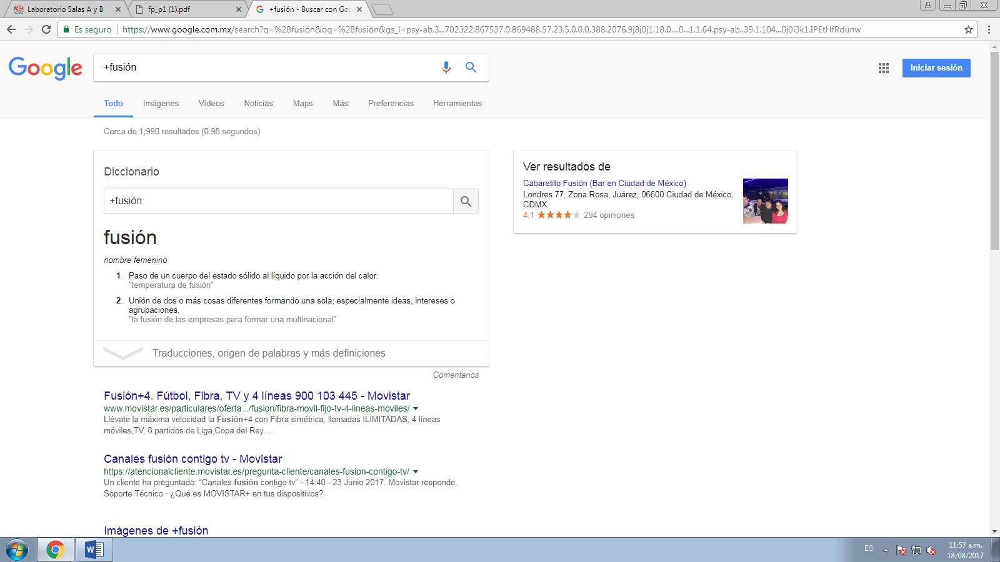 Laboratorio Salas A y B
fp_p1 (1).pdf
+fusión - Buscar con Goo
Es seguro
https://www.google.com.mx/search?q=%2Bfusión&oq=%2Bfusión&gs_l=psy-ab.3...702322.867537.0.869488.57.23.5.0.0.0.388.2076.9j8j0j1.18.0....0...1.1.64.psy-ab..39.1.104...0j0i3k1.IPEtHfRdunw
Google
+fusión
Iniciar sesión
Todo
Imágenes
Vídeos
Noticias
Maps
Más
Preferencias
Herramientas
Cerca de 1,990 resultados (0.98 segundos)
Diccionario
+fusión
fusión
nombre femenino
1. Paso de un cuerpo del estado sólido al líquido por la acción del calor.
"temperatura de fusión"
2. Unión de dos o más cosas diferentes formando una sola; especialmente ideas, intereses o
agrupaciones.
"la fusión de las empresas para formar una multinacional"
Traducciones, origen de palabras y más definiciones
Comentarios
Ver resultados de
Cabaretito Fusión (Bar en Ciudad de México)
Londres 77, Zona Rosa, Juárez, 06600 Ciudad de México,
CDMX
4.1 ★★★★★ 294 opiniones
Fusión+4. Fútbol, Fibra, TV y 4 líneas 900 103 445 - Movistar
www.movistar.es/particulares/oferta.../fusion/fibra-movil-fijo-tv-4-lineas-moviles/
Llévate la máxima velocidad la Fusión+4 con Fibra simétrica, llamadas ILIMITADAS, 4 líneas
móviles,TV, 8 partidos de Liga,Copa del Rey…
Canales fusión contigo tv - Movistar
https://atencionalcliente.movistar.es/pregunta-cliente/canales-fusion-contigo-tv/
Un cliente ha preguntado: “Canales fusión contigo tv” - 14:40 - 23 Junio 2017. Movistar responde.
Soporte Técnico · ¿Qué es MOVISTAR+ en tus dispositivos?
Imágenes de +fusión
W
ES
11:57 a.m.
18/08/2017